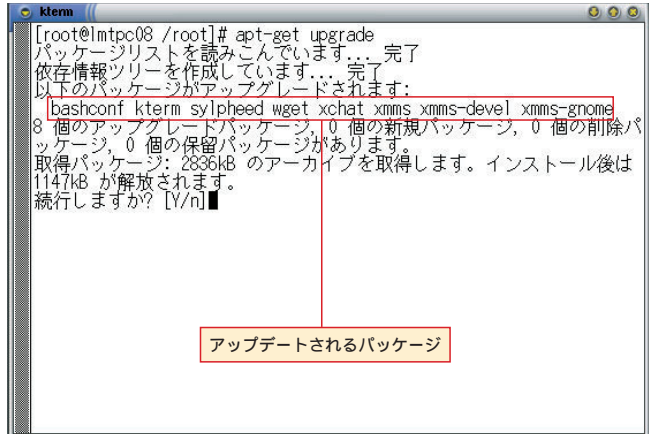 kterm
[root@lmtpc08 /root]# apt-get upgrade
パッケージリストを読みこんでいます... 完了
依存情報ツリーを作成しています... 完了
以下のパッケージがアップグレードされます:
bashconf kterm sylpheed wget xchat xmms xmms-devel xmms-gnome
8 個のアップグレードパッケージ, 0 個の新規パッケージ, 0 個の削除パ
ッケージ, 0 個の保留パッケージがあります。
取得パッケージ: 2836kB のアーカイブを取得します。インストール後は
1147kB が解放されます。
続行しますか? [Y/n]
アップデートされるパッケージ